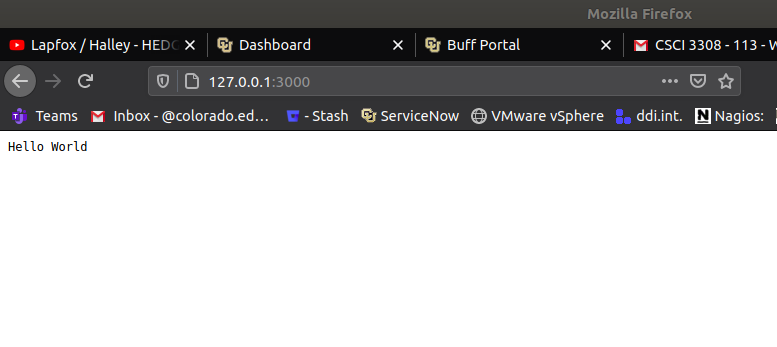 Mozilla Firefox
Lapfox / Halley - HEDC
Dashboard
Buff Portal
CSCI 3308 - 113 - W
127.0.0.1:3000
Teams
Inbox - @colorado.ed…
- Stash
ServiceNow
VMware vSphere
ddi.int.
Nagios:
Hello World